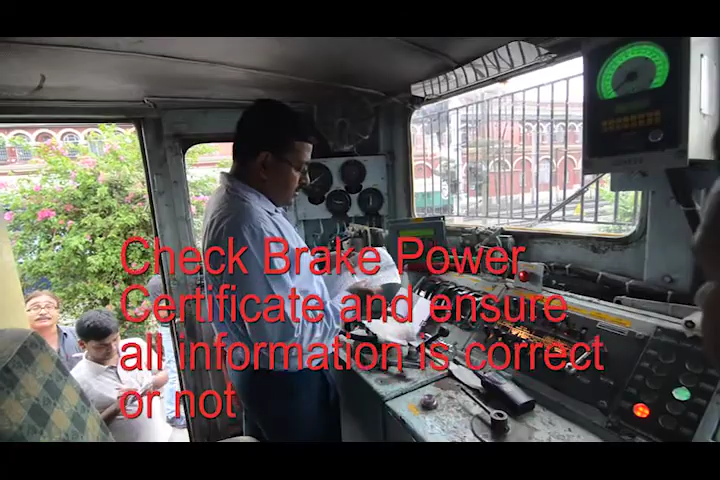 Check Brake Power
Certificate and ensure
all information is correct
or not